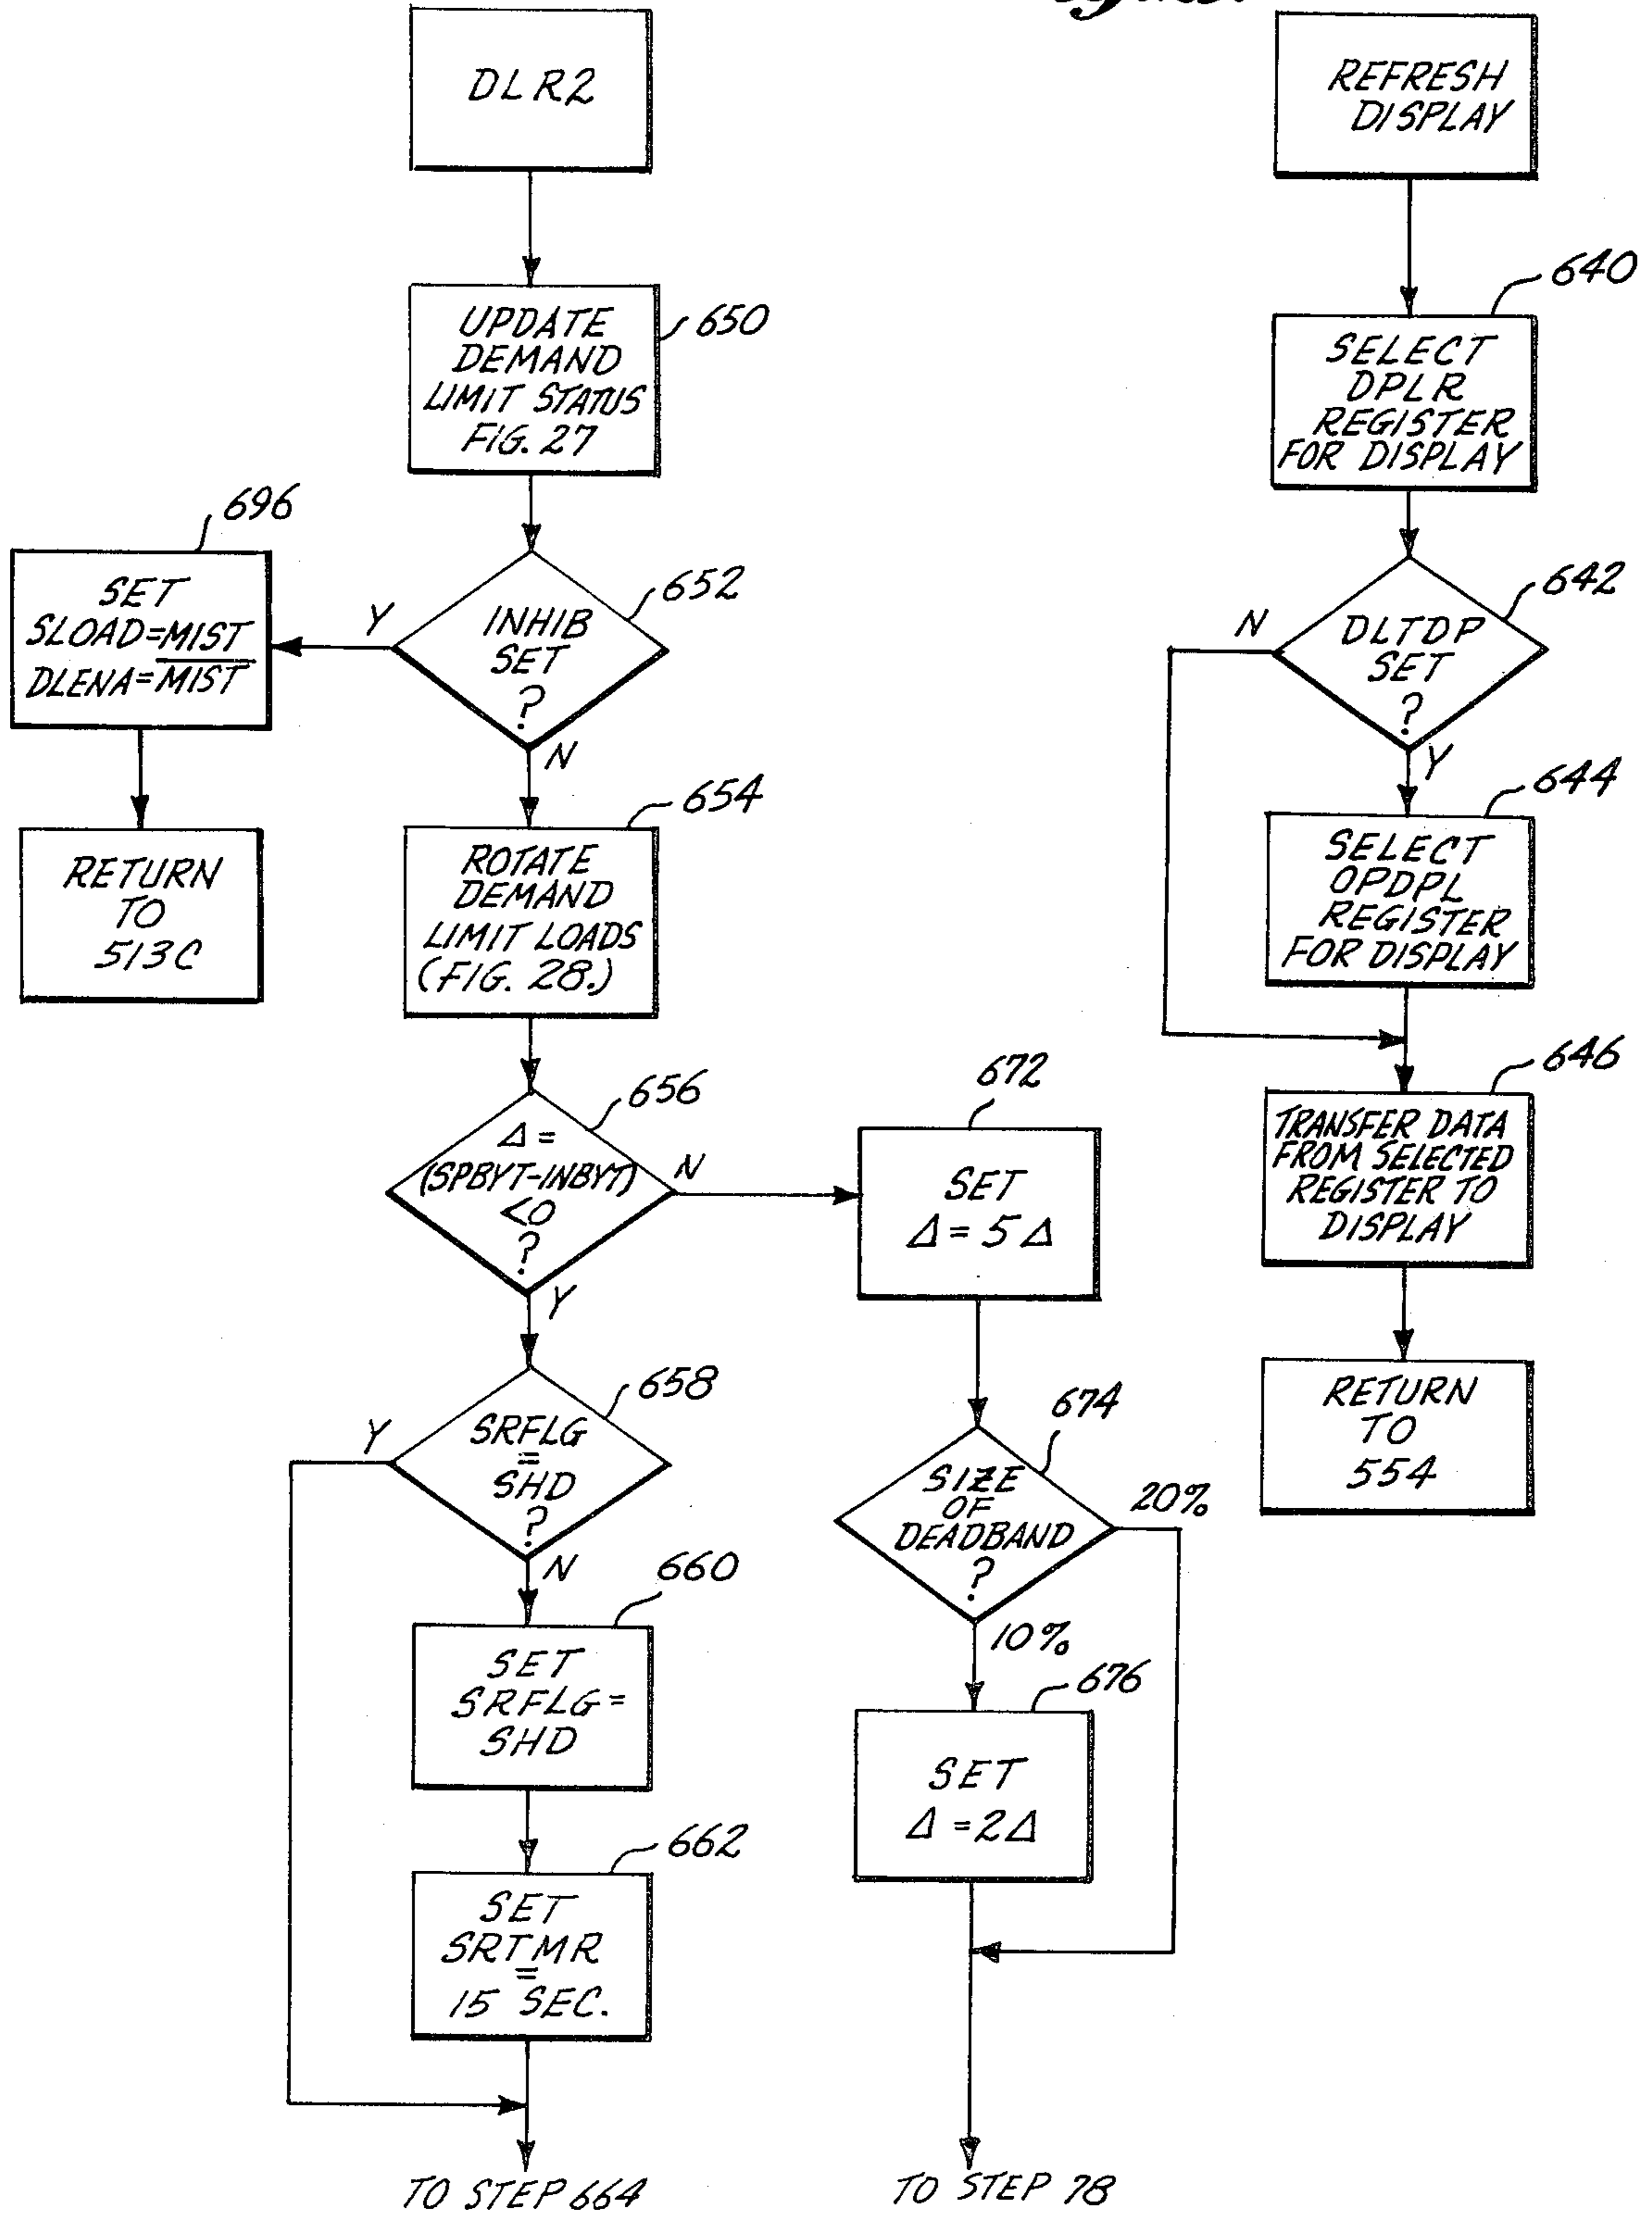 DLR2
650
UPDATE
DEMAND
LIMIT STATUS
FIG. 27
652
INHIB
SET
?
Y
N
696
SET
SLOAD=MIST
DLENA=M̅I̅S̅T̅
RETURN
TO
513C
654
ROTATE
DEMAND
LIMIT LOADS
(FIG. 28.)
656
Δ =
(SPBYT-INBYT)
<0
?
N
Y
658
SRFLG
=
SHD
?
Y
N
660
SET
SRFLG=
SHD
662
SET
SRTMR
=
15 SEC.
TO STEP 664
672
SET
Δ = 5 Δ
674
SIZE
OF
DEADBAND
?
20%
10%
676
SET
Δ = 2Δ
TO STEP 78
REFRESH
DISPLAY
640
SELECT
DPLR
REGISTER
FOR DISPLAY
642
DLTDP
SET
?
N
Y
644
SELECT
OPDPL
REGISTER
FOR DISPLAY
646
TRANSFER DATA
FROM SELECTED
REGISTER TO
DISPLAY
RETURN
TO
554